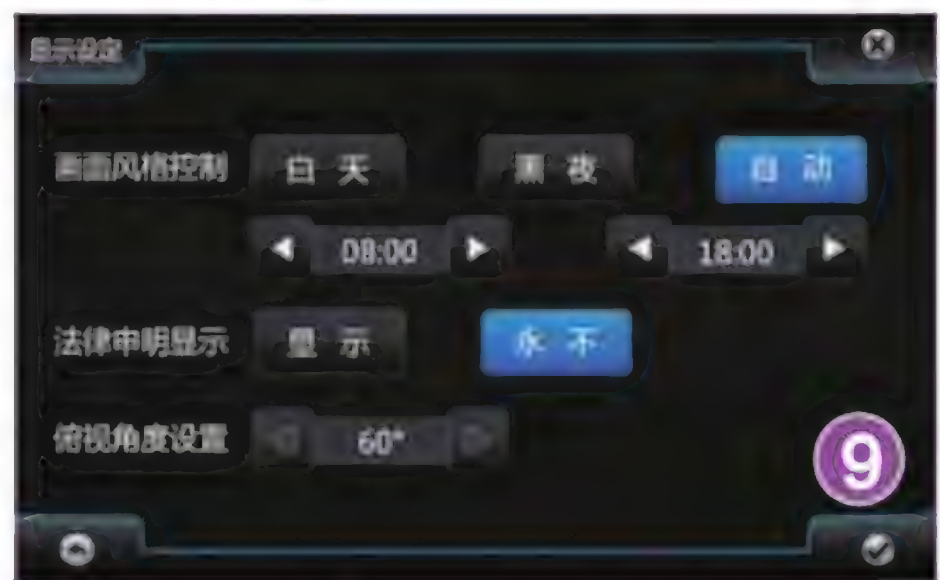 显示设定
画面风格控制 白天 黑夜 自动
08:00 18:00
法律申明显示 显示 永不
俯视角度设置 60°
9